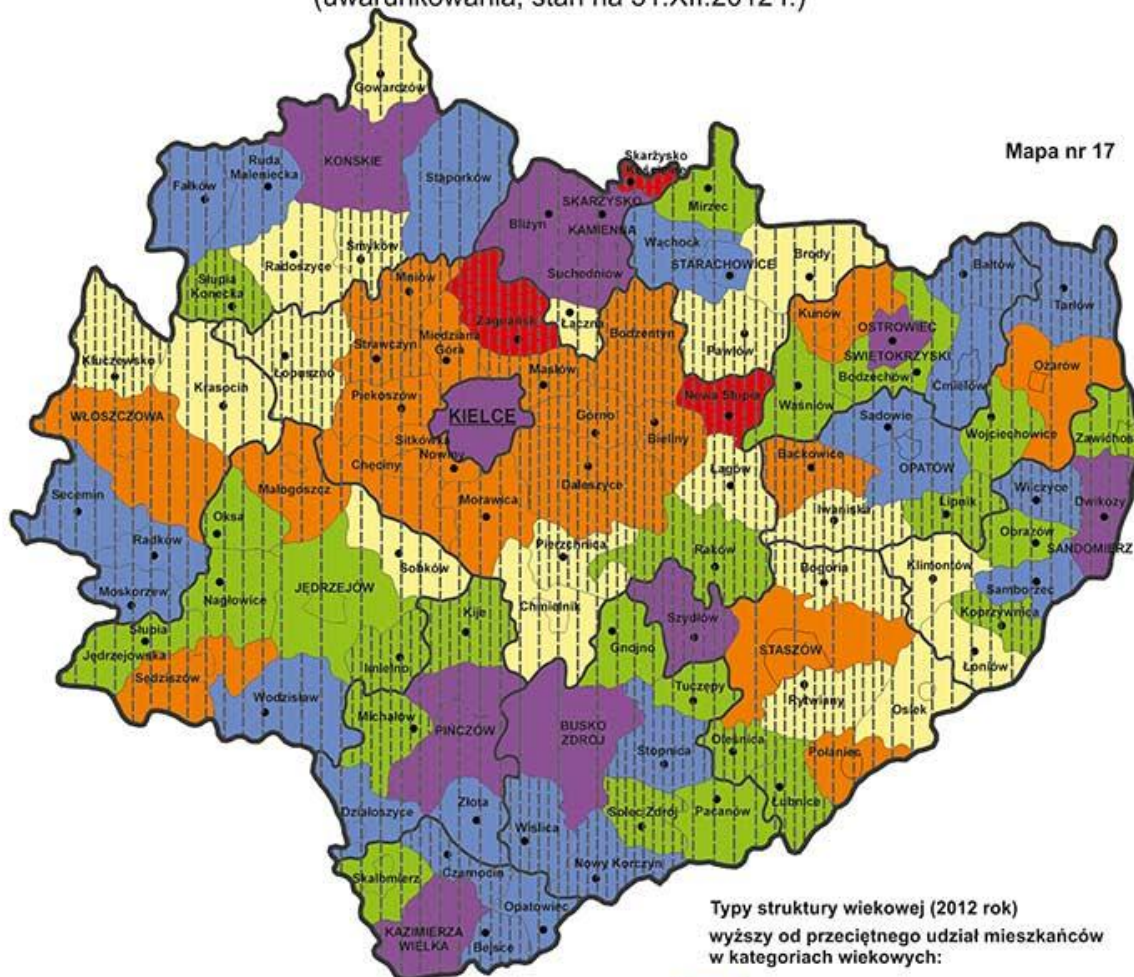 (uwarunkowania, stan na 31.XII.2012r.)
Mapa nr 17
Gowarczów
KOŃSKIE
Ruda
Maleniecka
Fałków
Stąporków
Skarżysko
SKARŻYSKO
KAMIENNA
Bliżyn
Suchedniów
Mirzec
Wąchock
STARACHOWICE
Brody
Bałtów
Tarłów
Radoszyce
Smyków
Słupia
Konecka
Mniów
Zagnańsk
Łączna
Bodzentyn
Pawłów
Kunów
OSTROWIEC
ŚWIĘTOKRZYSKI
Bodzechów
Ćmielów
Ożarów
Kluczewsko
Krasocin
Łopuszno
Strawczyn
Miedziana
Góra
Masłów
Piekoszów
KIELCE
Górno
Bieliny
Nowa Słupia
Waśniów
Sadowie
OPATÓW
Wojciechowice
Zawichost
WŁOSZCZOWA
Sitkówka
Nowiny
Chęciny
Daleszyce
Morawica
Łagów
Baćkowice
Iwaniska
Lipnik
Wilczyce
Dwikozy
Obrazów
SANDOMIERZ
Secemin
Małogoszcz
Oksa
Radków
Moskorzew
Nagłowice
JĘDRZEJÓW
Sobków
Pierzchnica
Raków
Bogoria
Klimontów
Samborzec
Koprzywnica
Chmielnik
Kije
Szydłów
Gnojno
STASZÓW
Łoniów
Słupia
Jędrzejowska
Sędziszów
Imielno
Wodzisław
Michałów
PIŃCZÓW
BUSKO
ZDRÓJ
Tuczępy
Rytwiany
Osiek
Stopnica
Oleśnica
Połaniec
Łubnice
Działoszyce
Złota
Wiślica
Solec Zdrój
Pacanów
Nowy Korczyn
Czarnocin
Skalbmierz
KAZIMIERZA
WIELKA
Opatowiec
Bejsce
Typy struktury wiekowej (2012 rok)
wyższy od przeciętnego udział mieszkańców
w kategoriach wiekowych: